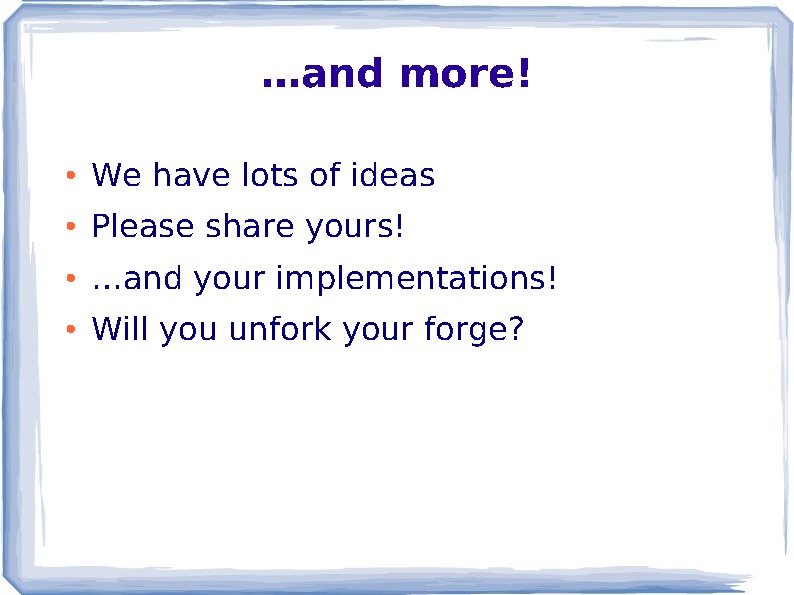 …and more!
• We have lots of ideas
• Please share yours!
• …and your implementations!
• Will you unfork your forge?